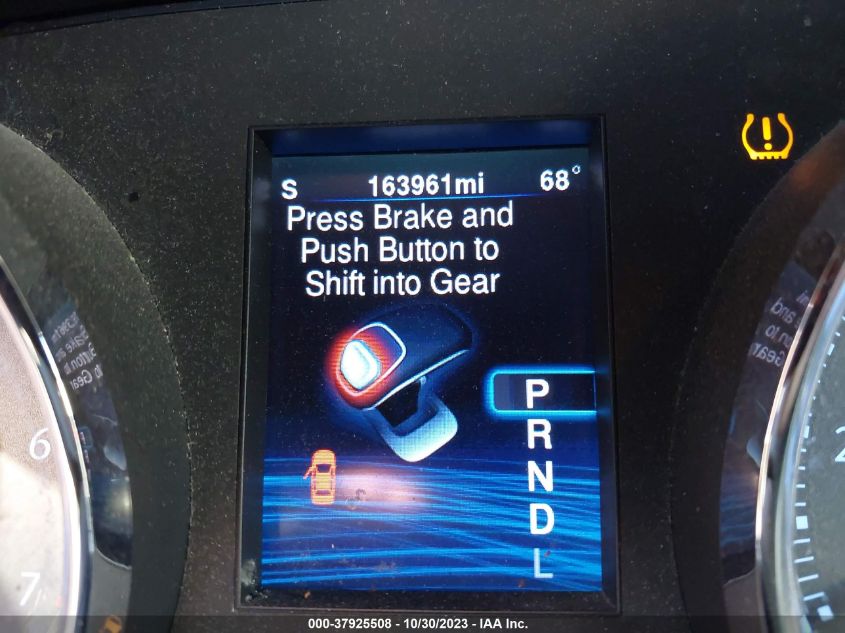 S 163961mi 68°
Press Brake and
Push Button to
Shift into Gear
P
R
N
D
L
6
7
2
000-37925508 - 10/30/2023 - IAA Inc.